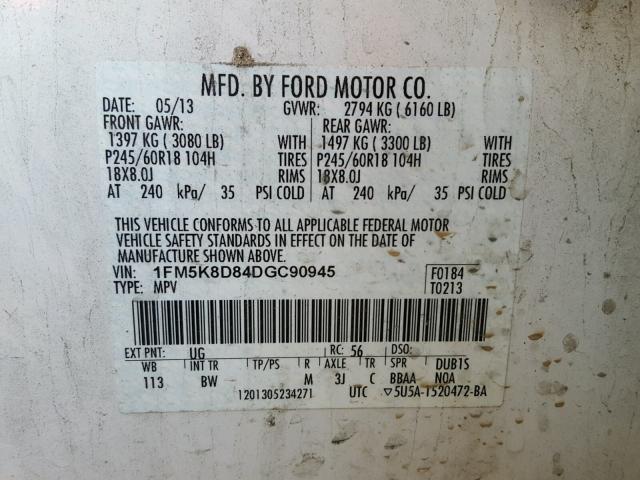 MFD. BY FORD MOTOR CO.
DATE: 05/13 GVWR: 2794 KG ( 6160 LB)
FRONT GAWR: REAR GAWR:
1397 KG ( 3080 LB) WITH 1497 KG ( 3300 LB) WITH
P245/60R18 104H TIRES P245/60R18 104H TIRES
18X8.0J RIMS 18X8.0J RIMS
AT 240 kPa/ 35 PSI COLD AT 240 kPa/ 35 PSI COLD
THIS VEHICLE CONFORMS TO ALL APPLICABLE FEDERAL MOTOR
VEHICLE SAFETY STANDARDS IN EFFECT ON THE DATE OF
MANUFACTURE SHOWN ABOVE.
VIN: 1FM5K8D84DGC90945 F0184
TYPE: MPV T0213
EXT PNT: UG RC: 56 DSO:
WB INT TR TP/PS R AXLE TR SPR DUB1S
113 BW M 3J C BBAA NOA
1201305234271 UTC ▽5U5A-1520472-BA